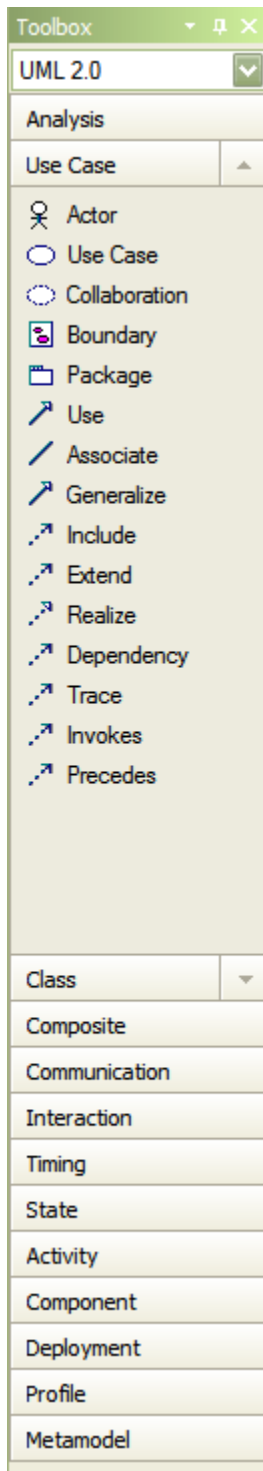 Toolbox
UML 2.0
Analysis
Use Case
Actor
Use Case
Collaboration
Boundary
Package
Use
Associate
Generalize
Include
Extend
Realize
Dependency
Trace
Invokes
Precedes
Class
Composite
Communication
Interaction
Timing
State
Activity
Component
Deployment
Profile
Metamodel